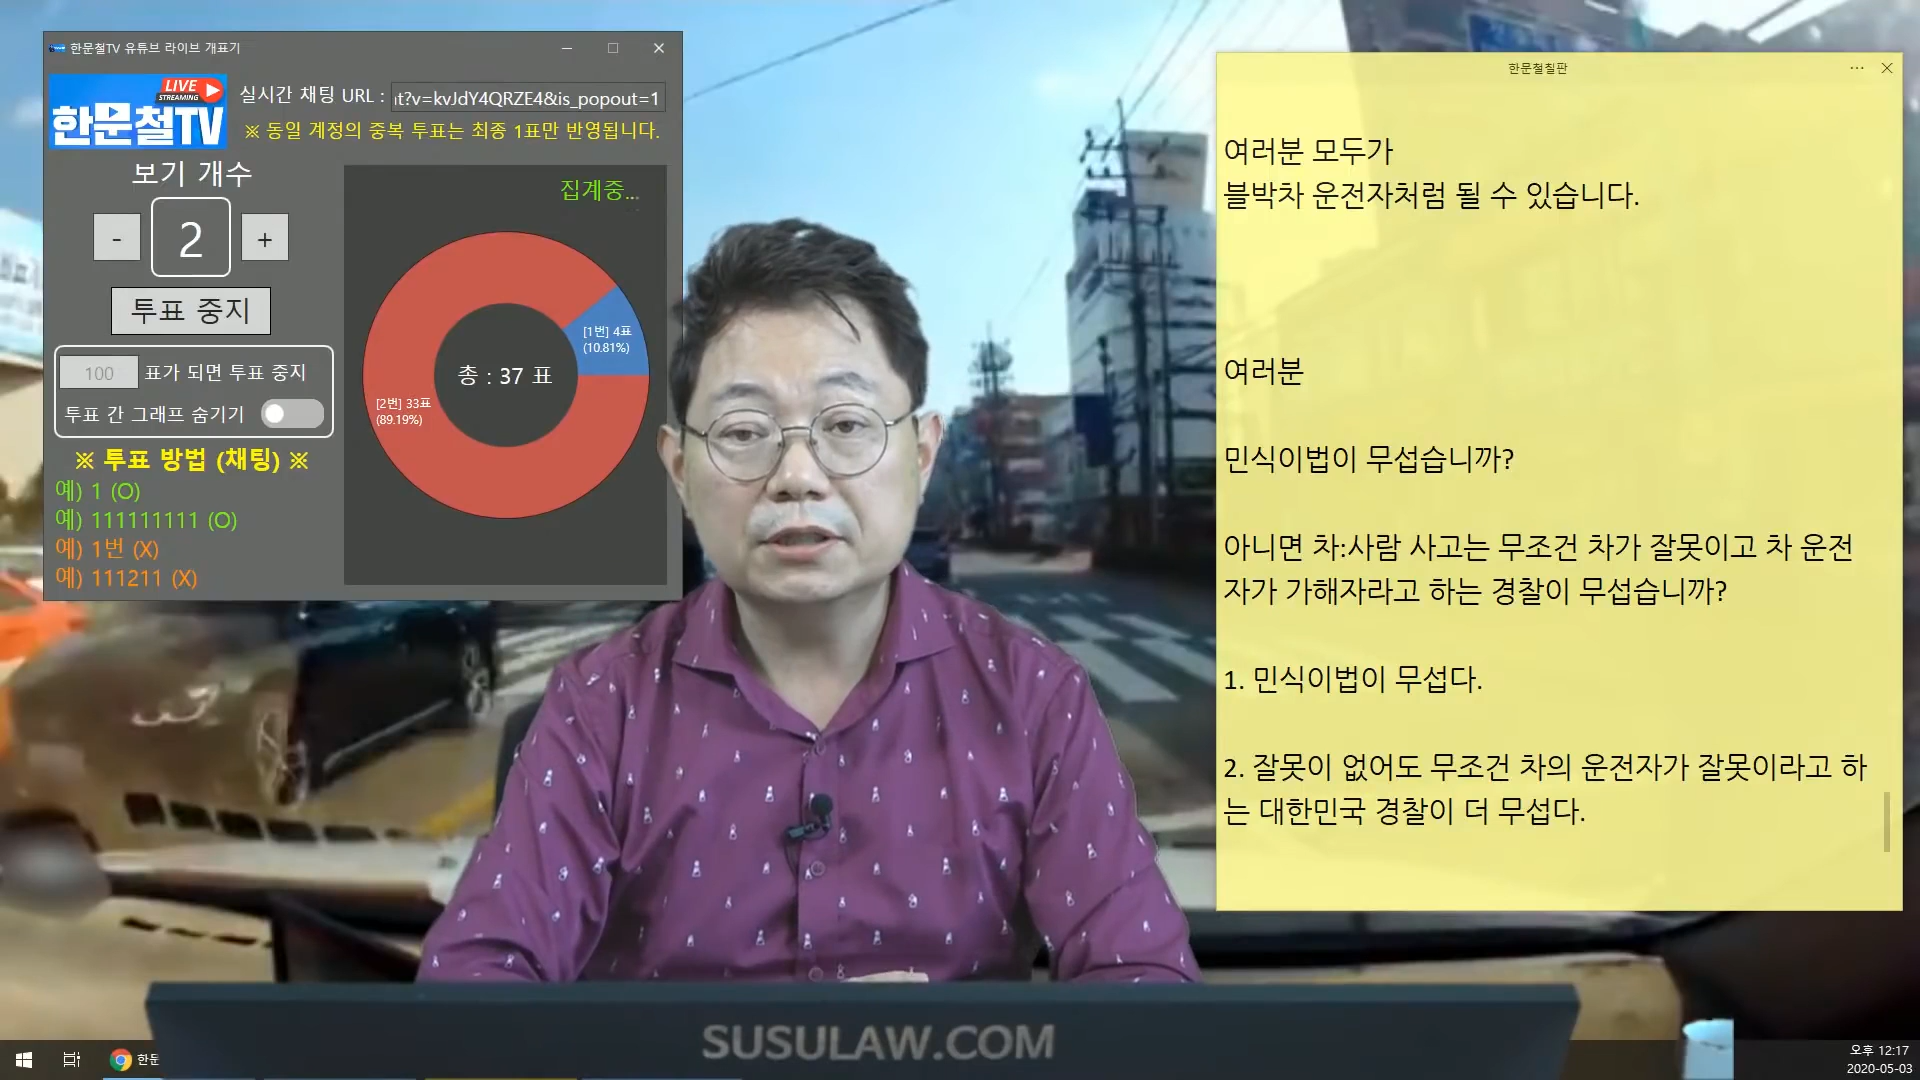 한문철TV 유튜브 라이브 개표기
LIVE
STREAMING
한문철TV
실시간 채팅 URL : ıt?v=kvJdY4QRZE4&is_popout=1
※ 동일 계정의 중복 투표는 최종 1표만 반영됩니다.
보기 개수
- 2 +
투표 중지
100 표가 되면 투표 중지
투표 간 그래프 숨기기
※ 투표 방법 (채팅) ※
예) 1 (O)
예) 111111111 (O)
예) 1번 (X)
예) 111211 (X)
집계중...
[1번] 4표
(10.81%)
총 : 37 표
[2번] 33표
(89.19%)
한문철칠판
여러분 모두가
블박차 운전자처럼 될 수 있습니다.
여러분
민식이법이 무섭습니까?
아니면 차:사람 사고는 무조건 차가 잘못이고 차 운전
자가 가해자라고 하는 경찰이 무섭습니까?
1. 민식이법이 무섭다.
2. 잘못이 없어도 무조건 차의 운전자가 잘못이라고 하
는 대한민국 경찰이 더 무섭다.
SUSULAW.COM
한문
오후 12:17
2020-05-03